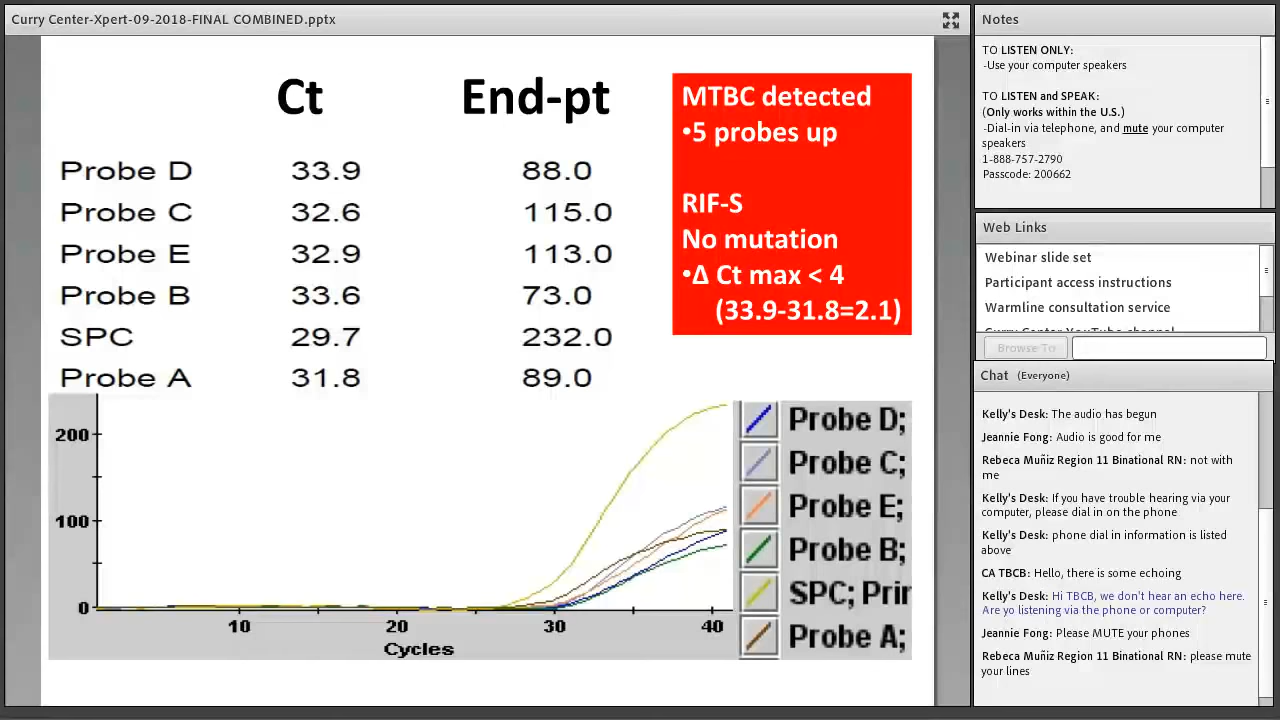 Curry Center-Xpert-09-2018-FINAL COMBINED.pptx
Ct End-pt
Probe D 33.9 88.0
Probe C 32.6 115.0
Probe E 32.9 113.0
Probe B 33.6 73.0
SPC 29.7 232.0
Probe A 31.8 89.0
MTBC detected
•5 probes up
RIF-S
No mutation
•Δ Ct max < 4
(33.9-31.8=2.1)
200
100
0
10 20 30 40
Cycles
Probe D;
Probe C;
Probe E;
Probe B;
SPC; Prir
Probe A;
Notes
TO LISTEN ONLY:
-Use your computer speakers
TO LISTEN and SPEAK:
(Only works within the U.S.)
-Dial-in via telephone, and mute your computer
speakers
1-888-757-2790
Passcode: 200662
Web Links
Webinar slide set
Participant access instructions
Warmline consultation service
Curry Center YouTube channel
Browse To
Chat (Everyone)
Kelly's Desk: The audio has begun
Jeannie Fong: Audio is good for me
Rebeca Muñiz Region 11 Binational RN: not with
me
Kelly's Desk: If you have trouble hearing via your
computer, please dial in on the phone
Kelly's Desk: phone dial in information is listed
above
CA TBCB: Hello, there is some echoing
Kelly's Desk: Hi TBCB, we don't hear an echo here.
Are yo listening via the phone or computer?
Jeannie Fong: Please MUTE your phones
Rebeca Muñiz Region 11 Binational RN: please mute
your lines